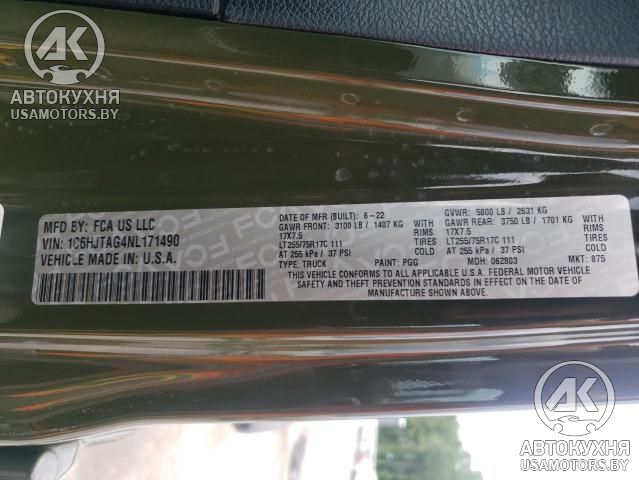 AK
АВТОКУХНЯ
USAMOTORS.BY
MFD BY: FCA US LLC
VIN: 1C6HJTAG4NL171490
VEHICLE MADE IN U.S.A.
DATE OF MFR (BUILT): 6-22 GVWR: 5800 LB / 2631 KG
GAWR FRONT: 3100 LB / 1407 KG WITH GAWR REAR: 3750 LB / 1701 KG WITH
17X7.5 RIMS 17X7.5 RIMS
LT255/75R17C 111 TIRES LT255/75R17C 111 TIRES
AT 255 kPa / 37 PSI COLD AT 255 kPa / 37 PSI COLD
TYPE: TRUCK PAINT: PGG MDH: 062803 MKT: 875
THIS VEHICLE CONFORMS TO ALL APPLICABLE U.S.A. FEDERAL MOTOR VEHICLE
SAFETY AND THEFT PREVENTION STANDARDS IN EFFECT ON THE DATE OF
MANUFACTURE SHOWN ABOVE.
AK
АВТОКУХНЯ
USAMOTORS.BY